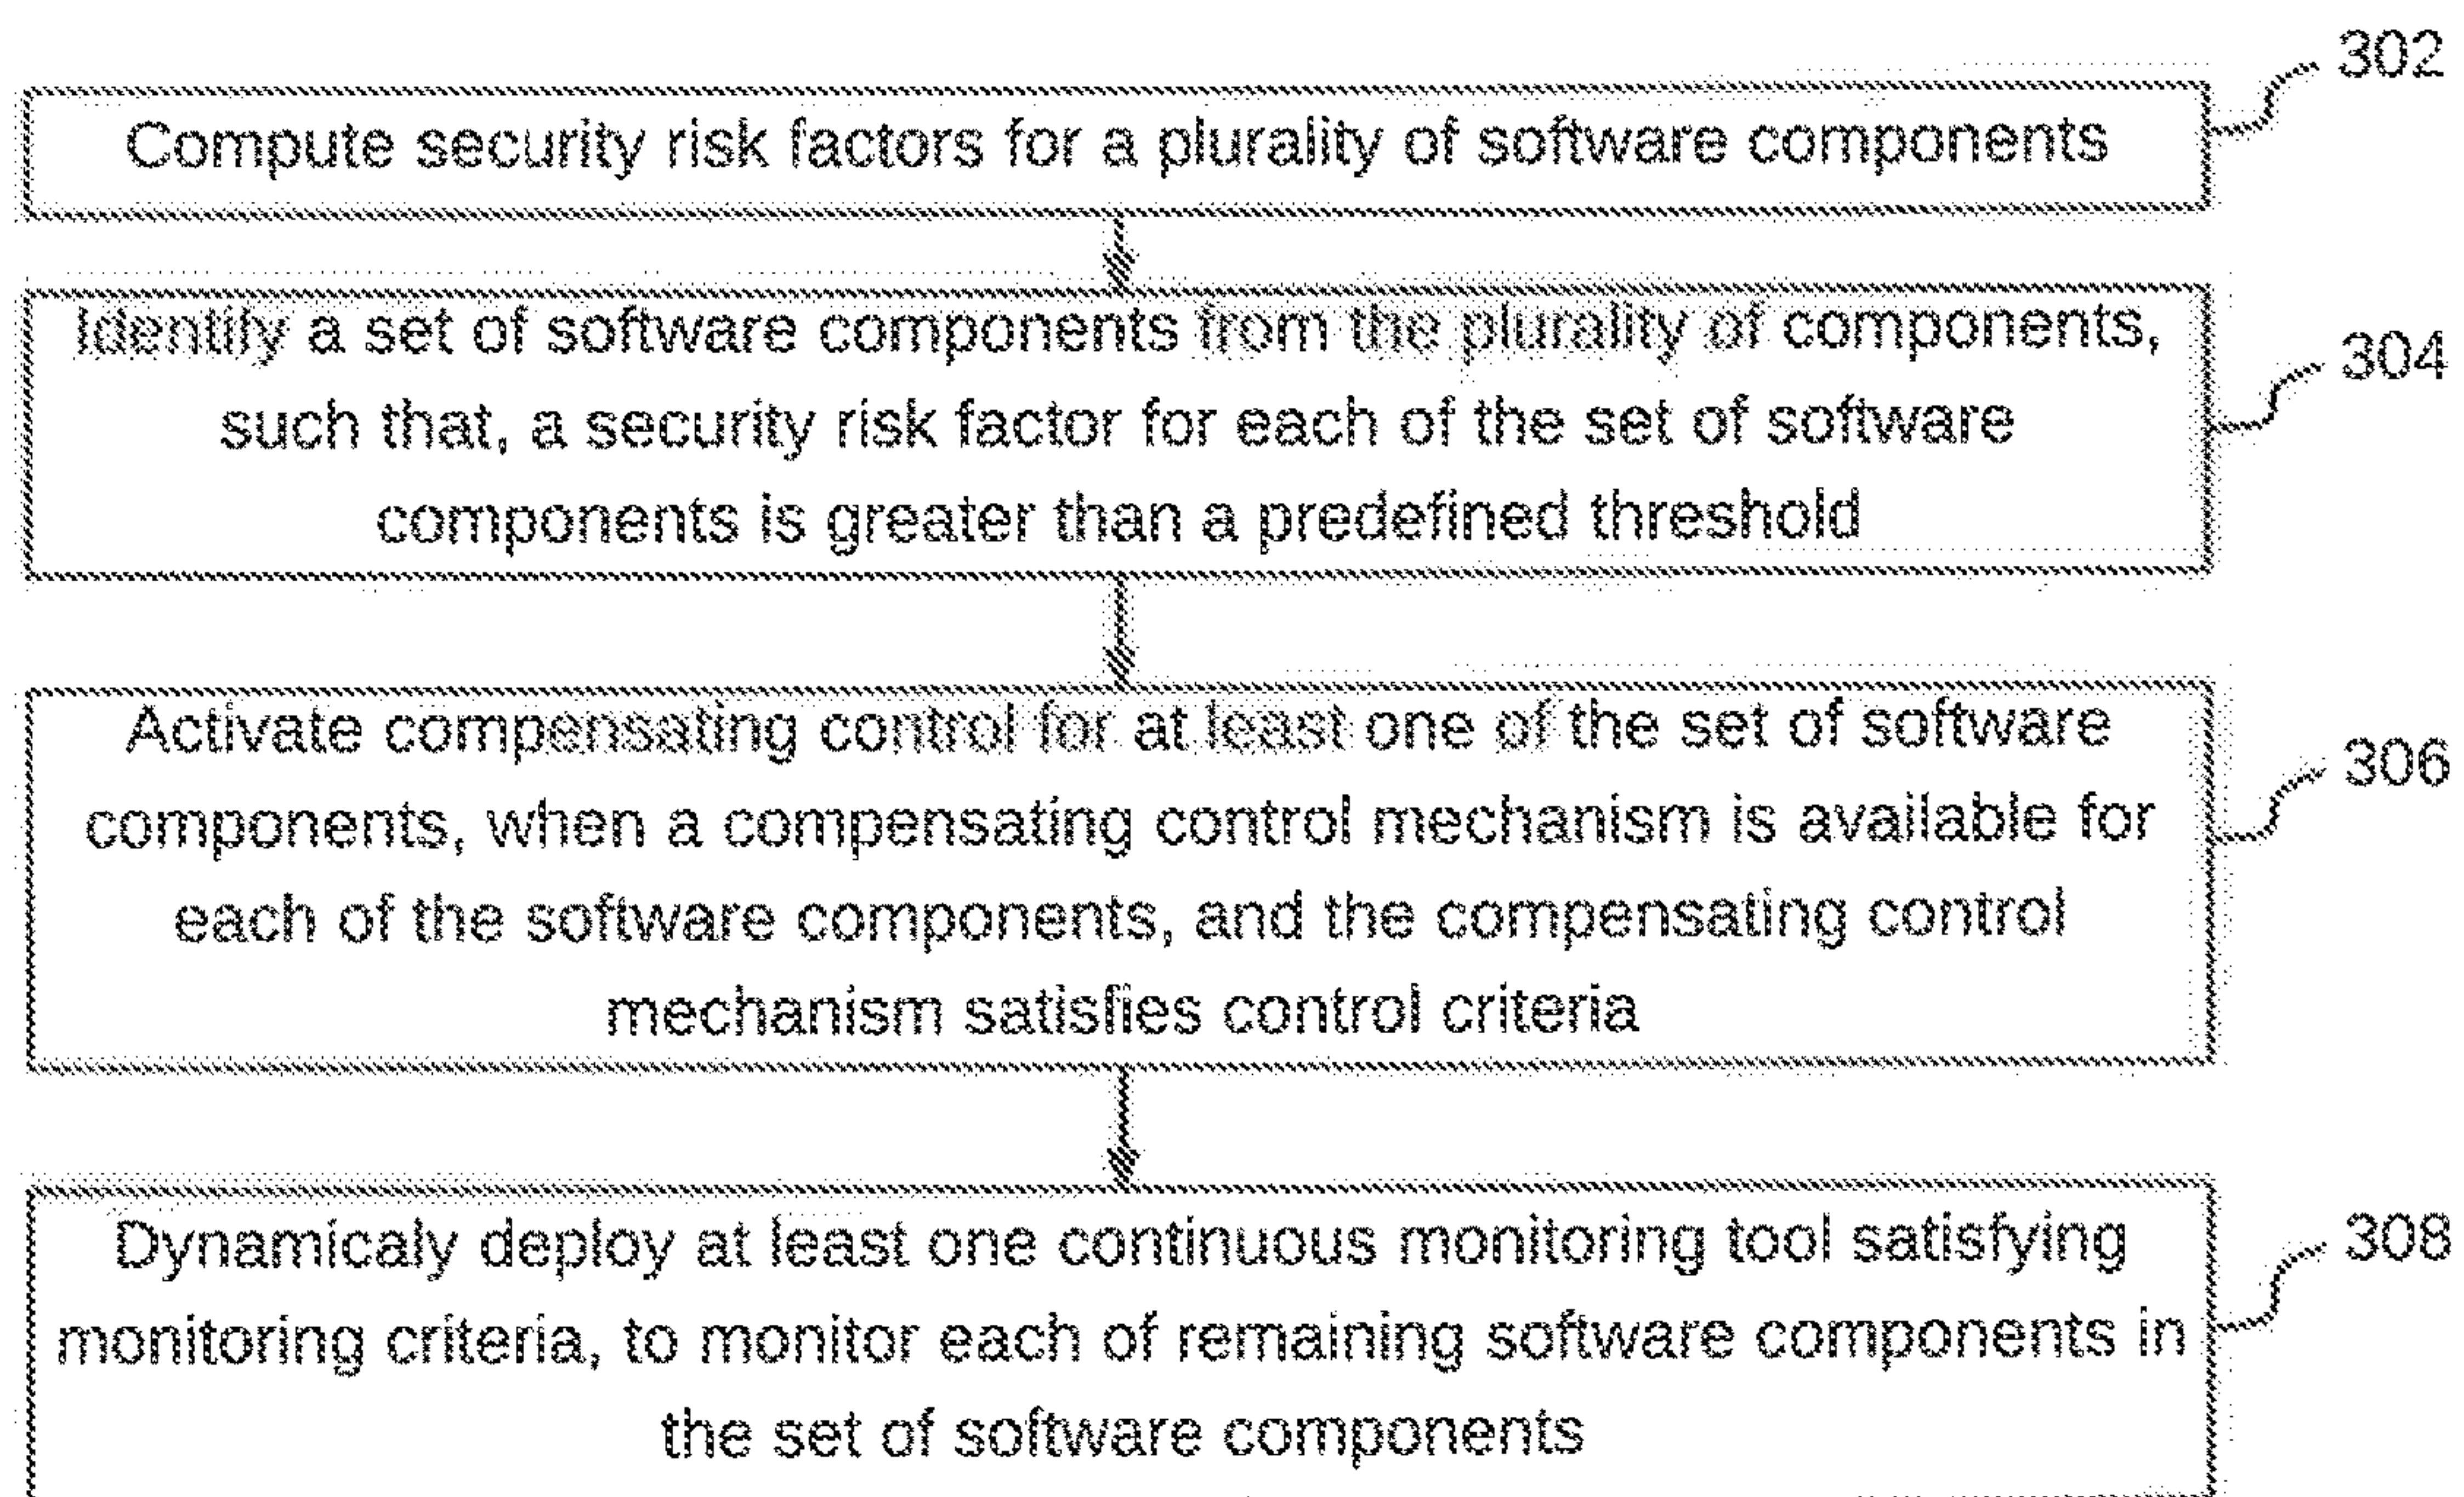 302
Compute security risk factors for a plurality of software components
Identify a set of software components from the plurality of components,
304
such that, a security risk factor for each of the set of software
components is greater than a predefined threshold
Activate compensating control for at least one of the set of software
306
components, when a compensating control mechanism is available for
each of the software components, and the compensating control
mechanism satisfies control criteria
Dynamicaly deploy at least one continuous monitoring tool satisfying
308
monitoring criteria, to monitor each of remaining software components in
the set of software components